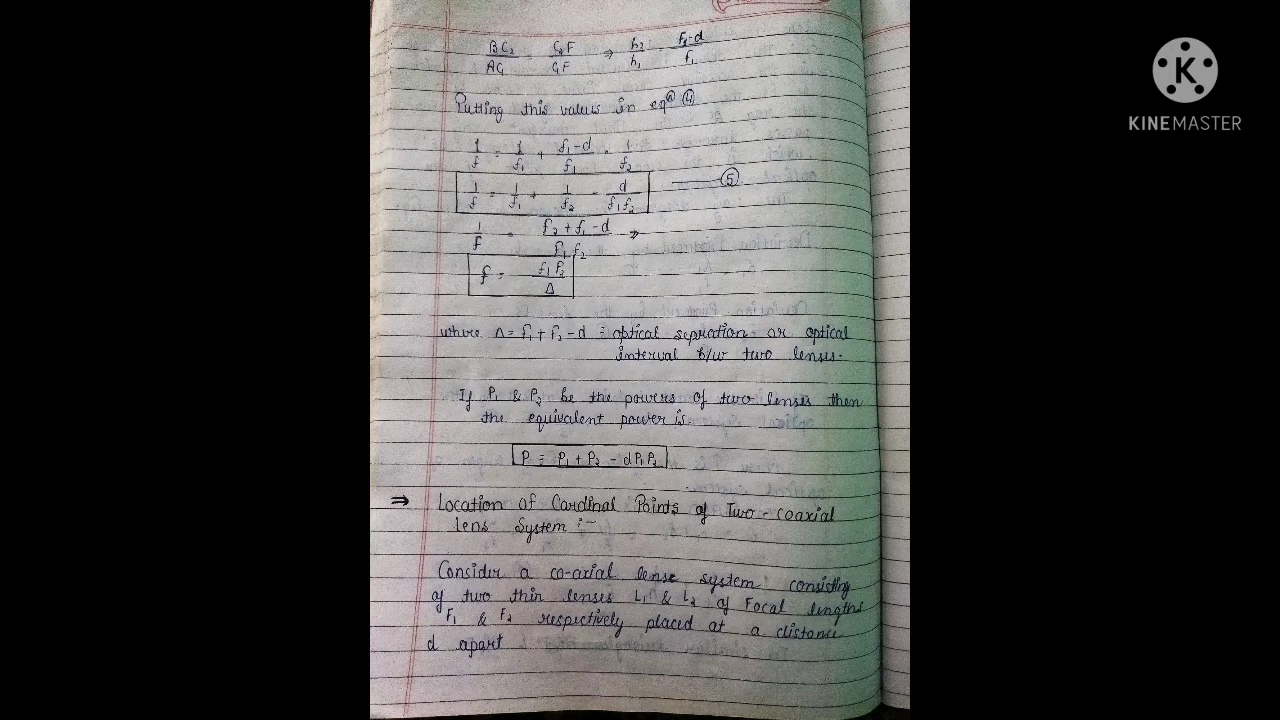 BC₂/AC₁ = C₂F/C₁F ⇒ h₂/h₁ = f₁-d/f₁
Putting this values in eqⁿ ④
1/f = 1/f₁ + f₁-d/f₁ · 1/f₂
1/f = 1/f₁ + 1/f₂ - d/f₁f₂ —— ⑤
1/f = f₂+f₁-d/f₁f₂ ⇒
f = f₁f₂/Δ
where Δ = f₁+f₂-d = optical sepration or optical
interval b/w two lenses.
If P₁ & P₂ be the powers of two lenses then
the equivalent power is.
P = P₁ + P₂ - dP₁P₂
⇒ Location of Cardinal Points of Two-coaxial
lens System :-
Consider a co-axial lense system consisting
of two thin lenses L₁ & L₂ of Focal lengths
F₁ & F₂ respectively placed at a distance
d apart
K
KINEMASTER